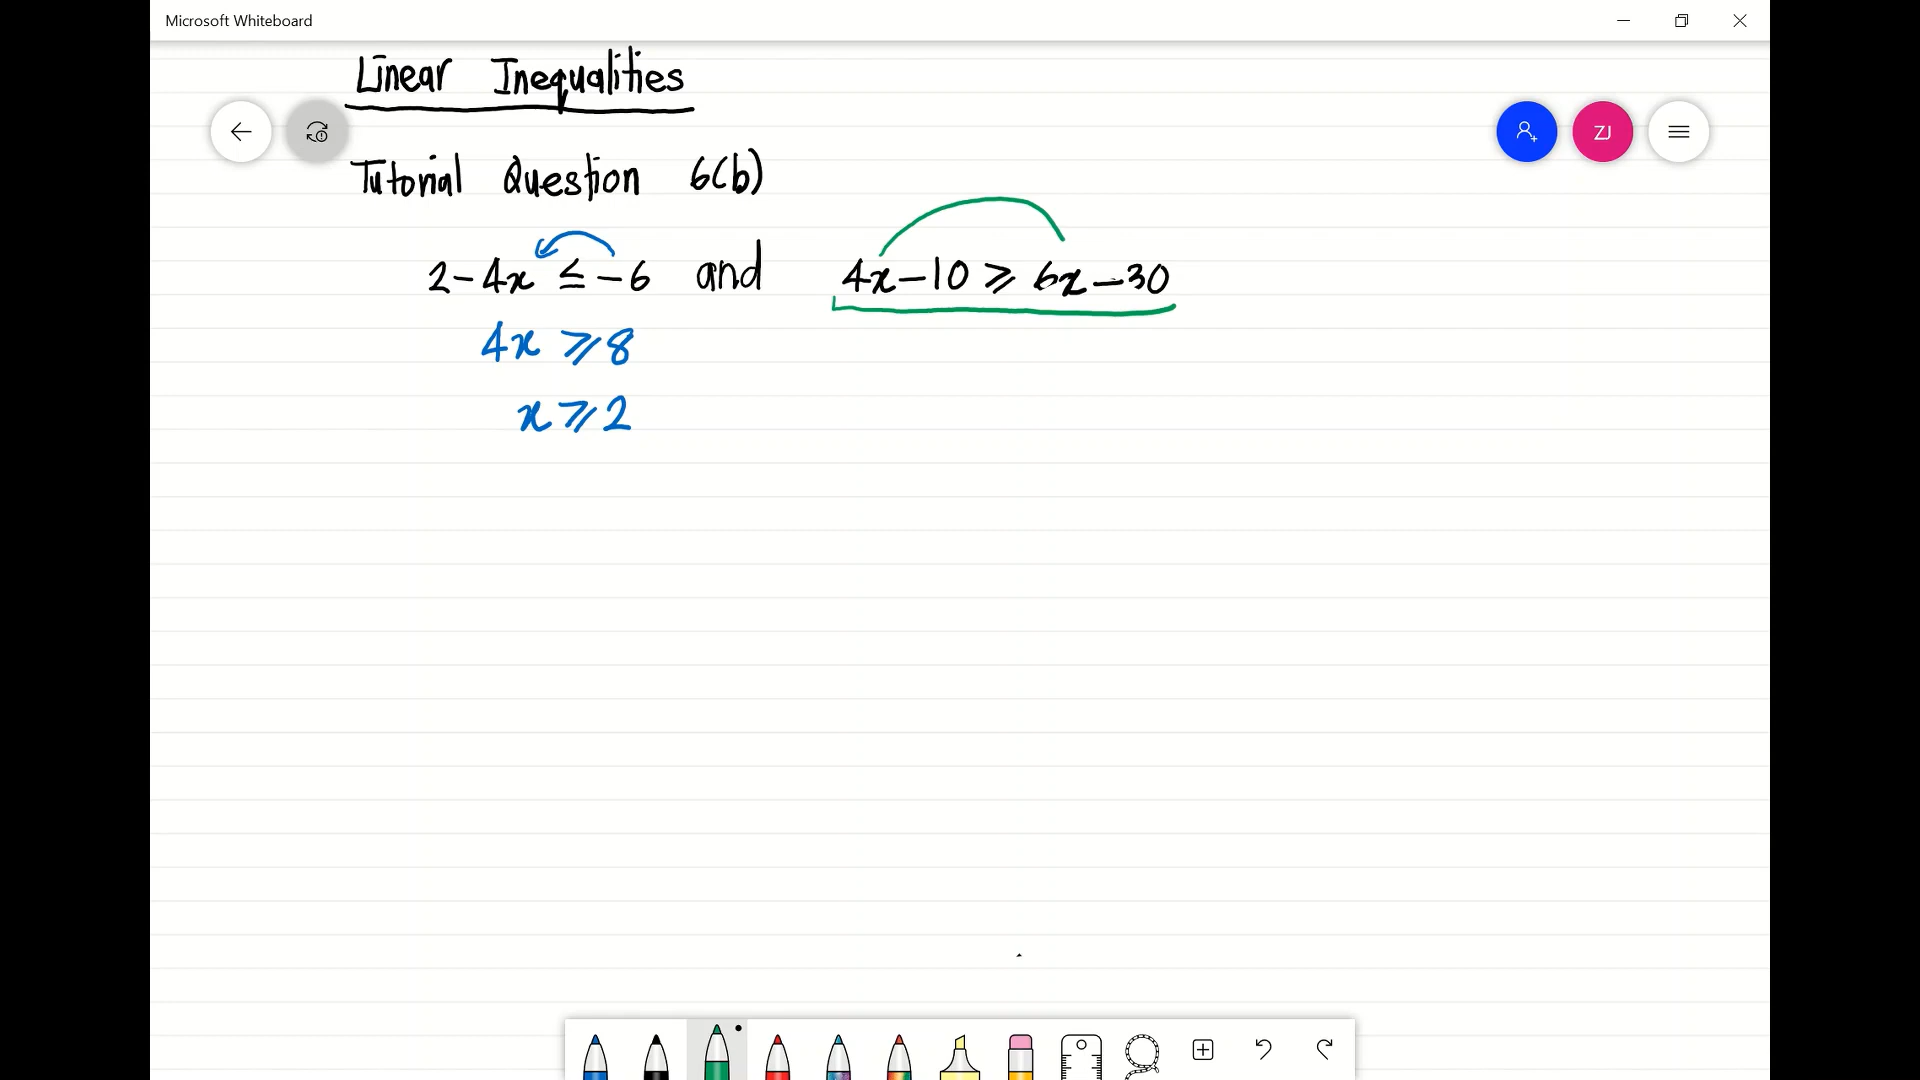 Microsoft Whiteboard
Linear Inequalities
ZJ
Tutorial Question 6(b)
2-4x ≤ -6 and 4x-10 ⩾ 6x-30
4x ⩾ 8
x ⩾ 2